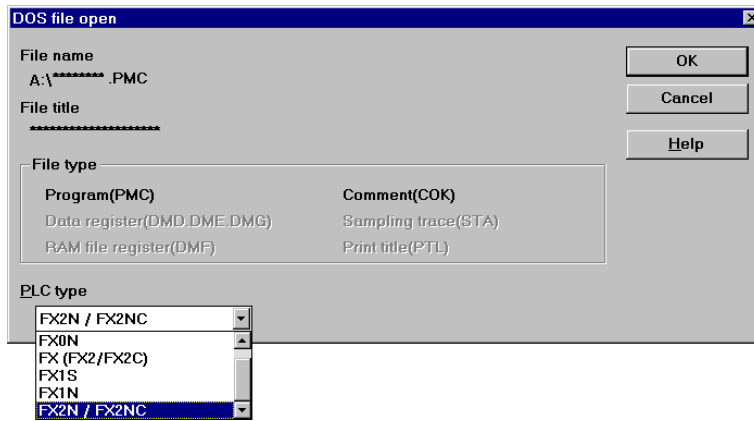 DOS file open
File name
A:\******** .PMC
File title
********************
File type
Program(PMC)
Comment(COK)
Data register(DMD.DME.DMG)
Sampling trace(STA)
RAM file register(DMF)
Print title(PTL)
PLC type
FX2N / FX2NC
FX0N
FX (FX2/FX2C)
FX1S
FX1N
FX2N / FX2NC
OK
Cancel
Help